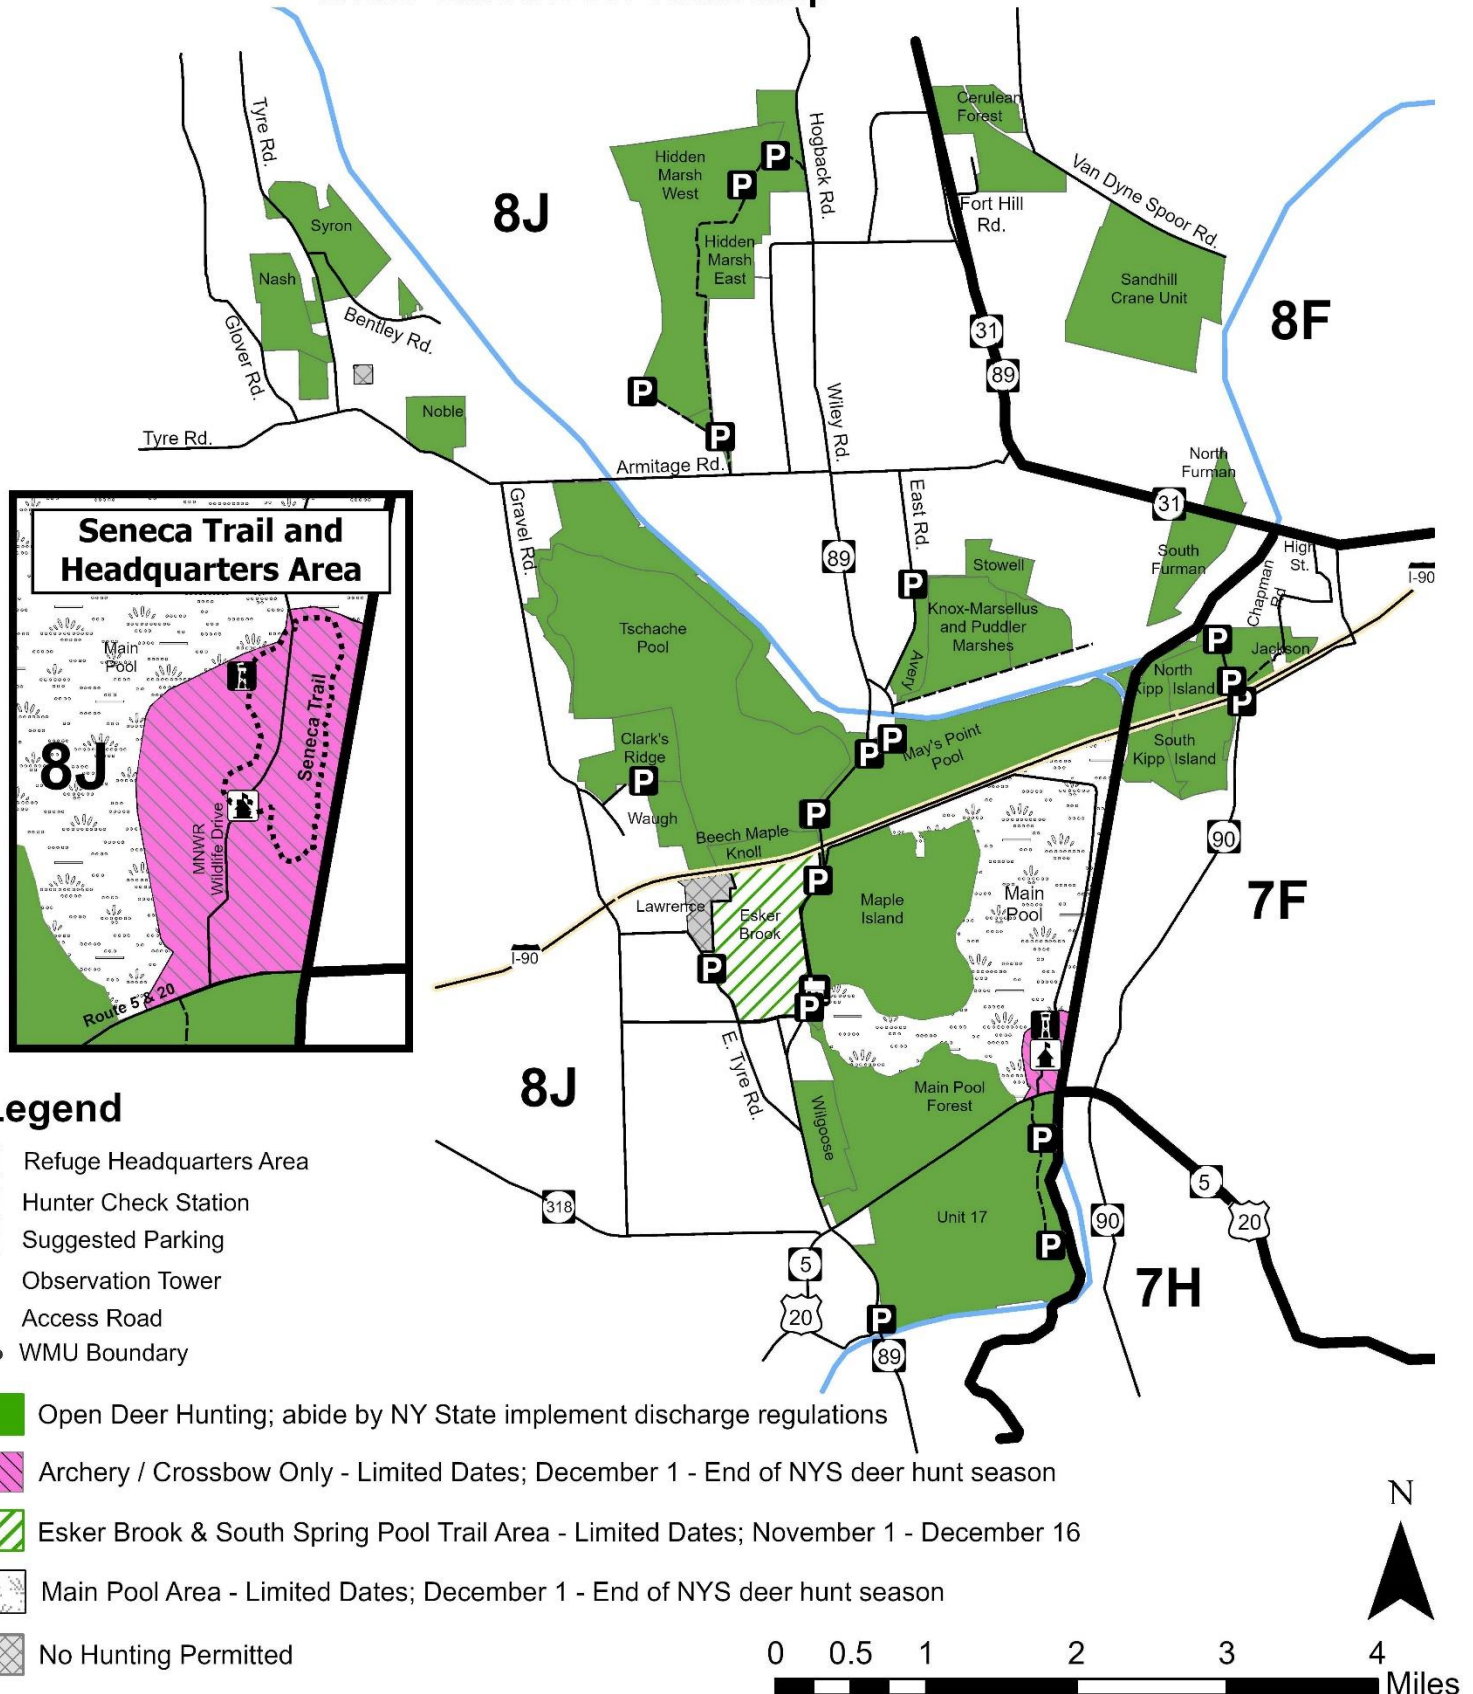 Tyre Rd.
Hogback Rd.
Cerulean
Forest
Hidden
Marsh
West
P
P
Van Dyne Spoor Rd.
8J
Fort Hill
Rd.
Syron
Hidden
Marsh
East
Nash
Sandhill
Crane Unit
8F
Bentley Rd.
Glover Rd.
31
89
P
Noble
Wiley Rd.
Tyre Rd.
P
Armitage Rd.
North
Furman
Gravel Rd.
East Rd.
31
Seneca Trail and
Headquarters Area
89
Stowell
South
Furman
High
St.
Chapman
Rd
I-90
P
Knox-Marsellus
and Puddler
Marshes
Tschache
Pool
Avery
P
Jackson
North
Kipp Island
P
P
Main
Pool
Seneca Trail
8J
MNWR
Wildlife Drive
Route 5 & 20
Clark's
Ridge
P
P
P
May's Point
Pool
South
Kipp Island
Waugh
P
Beech Maple
Knoll
90
P
Lawrence
Esker
Brook
Maple
Island
Main
Pool
7F
I-90
P
P
E. Tyre Rd.
8J
Main Pool
Forest
Wilgoose
P
318
Unit 17
P
5
20
90
7H
5
20
P
89
Legend
Refuge Headquarters Area
Hunter Check Station
Suggested Parking
Observation Tower
Access Road
WMU Boundary
Open Deer Hunting; abide by NY State implement discharge regulations
Archery / Crossbow Only - Limited Dates; December 1 - End of NYS deer hunt season
Esker Brook & South Spring Pool Trail Area - Limited Dates; November 1 - December 16
Main Pool Area - Limited Dates; December 1 - End of NYS deer hunt season
No Hunting Permitted
N
0 0.5 1 2 3 4
Miles